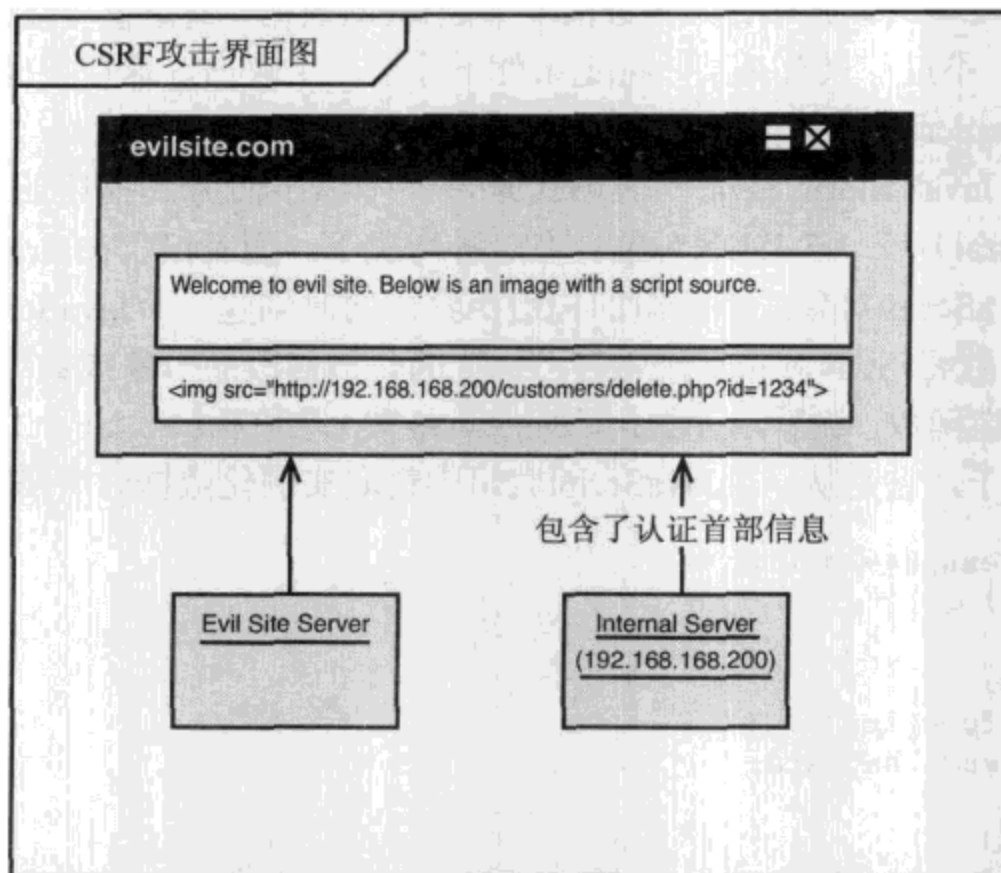 CSRF攻击界面图
evilsite.com
Welcome to evil site. Below is an image with a script source.
<img src="http://192.168.168.200/customers/delete.php?id=1234">
包含了认证首部信息
Evil Site Server
Internal Server
(192.168.168.200)